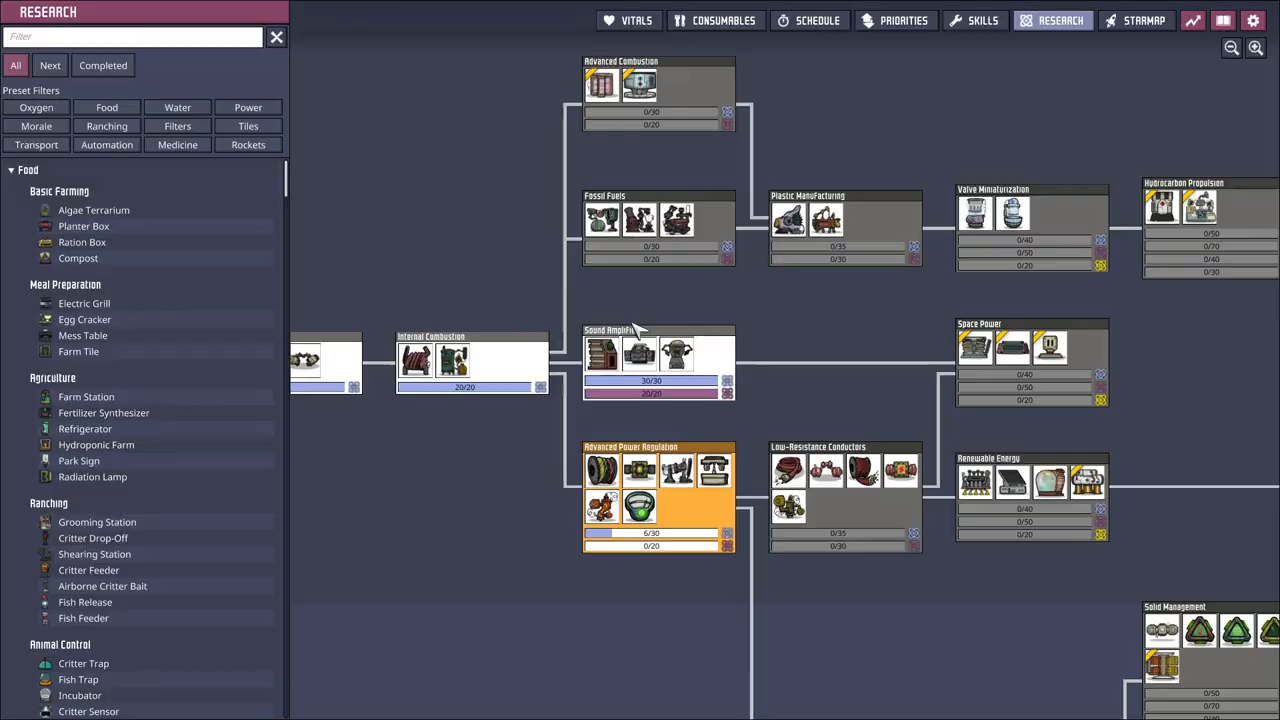 RESEARCH
VITALS
CONSUMABLES
SCHEDULE
PRIORITIES
SKILLS
RESEARCH
STARMAP
Filter
All
Next
Completed
Preset Filters
Oxygen
Food
Water
Power
Morale
Ranching
Filters
Tiles
Transport
Automation
Medicine
Rockets
Food
Basic Farming
Algae Terrarium
Planter Box
Ration Box
Compost
Meal Preparation
Electric Grill
Egg Cracker
Mess Table
Farm Tile
Agriculture
Farm Station
Fertilizer Synthesizer
Refrigerator
Hydroponic Farm
Park Sign
Radiation Lamp
Ranching
Grooming Station
Critter Drop-Off
Shearing Station
Critter Feeder
Airborne Critter Bait
Fish Release
Fish Feeder
Animal Control
Critter Trap
Fish Trap
Incubator
Critter Sensor
Internal Combustion
20/20
Advanced Combustion
0/30
0/20
Fossil Fuels
0/30
0/20
Sound Amplifi
30/30
20/20
Advanced Power Regulation
6/30
0/20
Plastic Manufacturing
0/35
0/30
Low-Resistance Conductors
0/35
0/30
Valve Miniaturization
0/40
0/50
0/20
Space Power
0/40
0/50
0/20
Renewable Energy
0/40
0/50
0/20
Hydrocarbon Propulsion
0/50
0/70
0/40
0/30
Solid Management
0/50
0/70